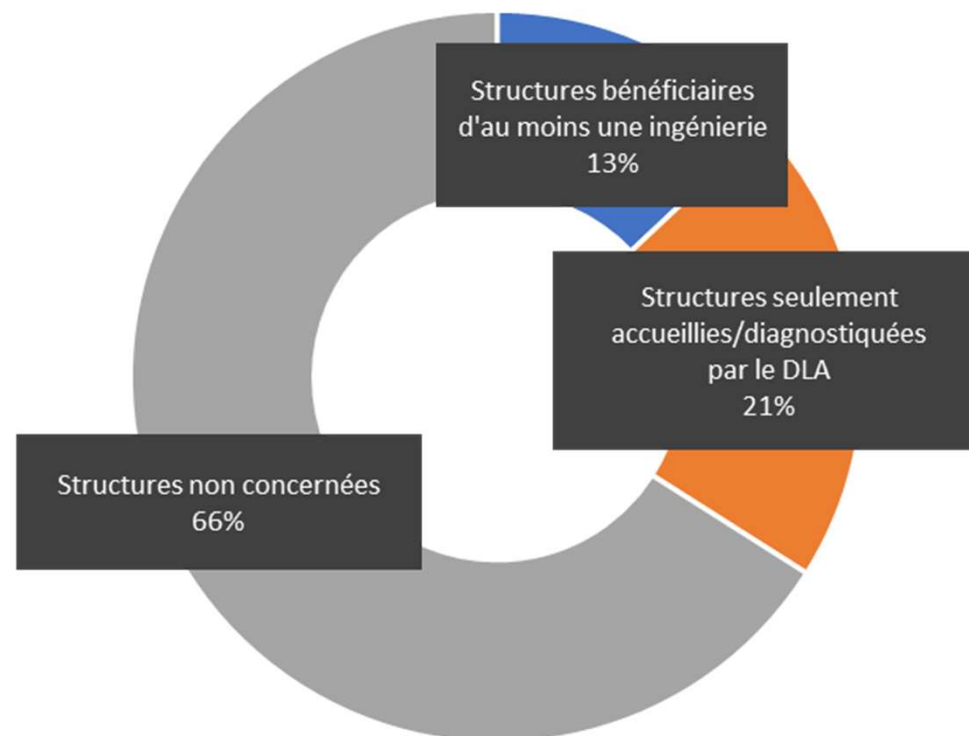 Structures bénéficiaires
d'au moins une ingénierie
13%
Structures seulement
accueillies/diagnostiquées
par le DLA
21%
Structures non concernées
66%